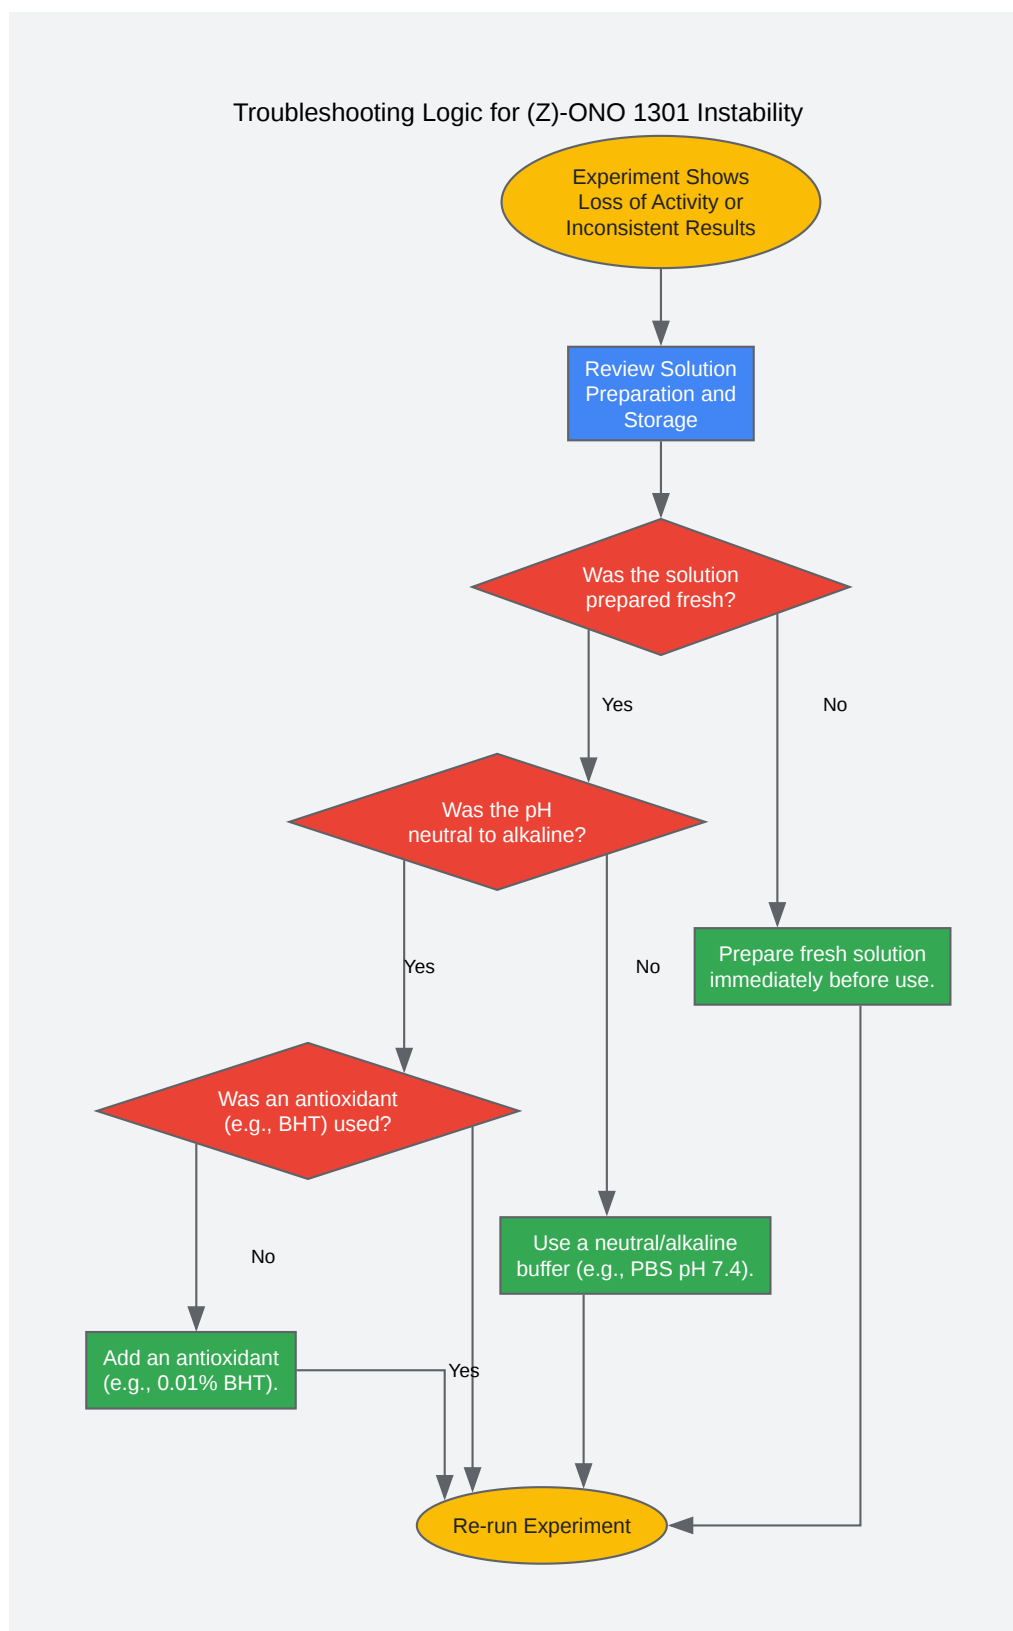 Troubleshooting Logic for (Z)-ONO 1301 Instability
Experiment Shows
Loss of Activity or
Inconsistent Results
Review Solution
Preparation and
Storage
Was the solution
prepared fresh?
Yes
No
Was the pH
neutral to alkaline?
Yes
No
Prepare fresh solution
immediately before use.
Was an antioxidant
(e.g., BHT) used?
No
Use a neutral/alkaline
buffer (e.g., PBS pH 7.4).
Add an antioxidant
(e.g., 0.01% BHT).
Yes
Re-run Experiment